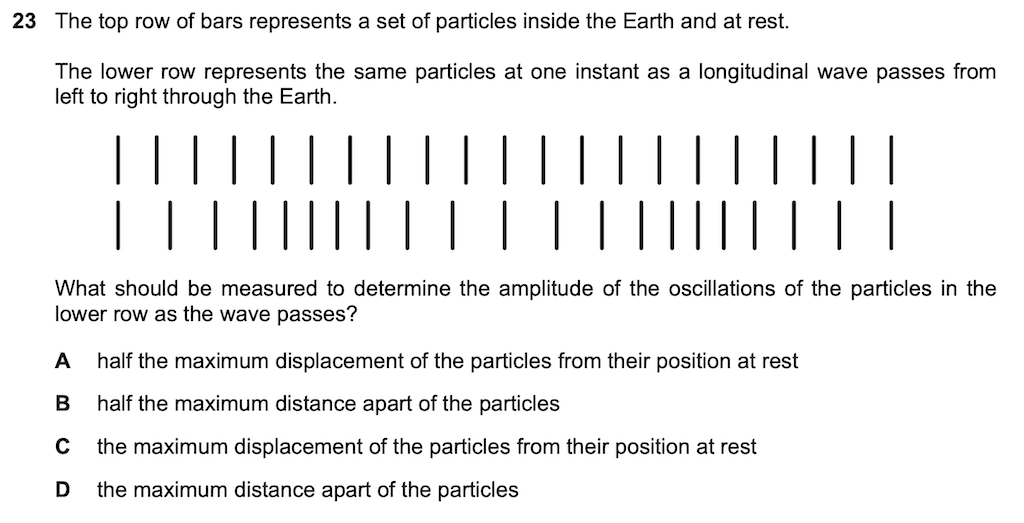 23 The top row of bars represents a set of particles inside the Earth and at rest.
The lower row represents the same particles at one instant as a longitudinal wave passes from
left to right through the Earth.
What should be measured to determine the amplitude of the oscillations of the particles in the
lower row as the wave passes?
A half the maximum displacement of the particles from their position at rest
B half the maximum distance apart of the particles
C the maximum displacement of the particles from their position at rest
D the maximum distance apart of the particles